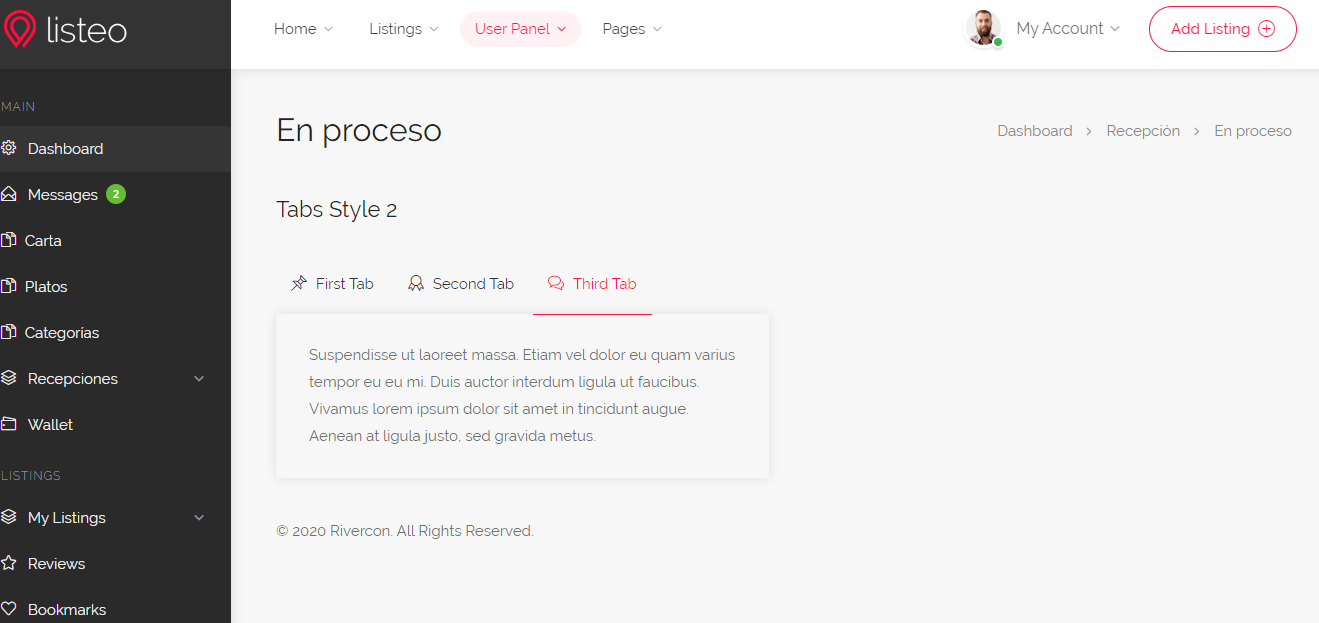 listeo
Home
Listings
User Panel
Pages
My Account
Add Listing
MAIN
Dashboard
Messages 2
Carta
Platos
Categorías
Recepciones
Wallet
LISTINGS
My Listings
Reviews
Bookmarks
En proceso
Dashboard > Recepción > En proceso
Tabs Style 2
First Tab
Second Tab
Third Tab
Suspendisse ut laoreet massa. Etiam vel dolor eu quam varius
tempor eu eu mi. Duis auctor interdum ligula ut faucibus.
Vivamus lorem ipsum dolor sit amet in tincidunt augue.
Aenean at ligula justo, sed gravida metus.
© 2020 Rivercon. All Rights Reserved.